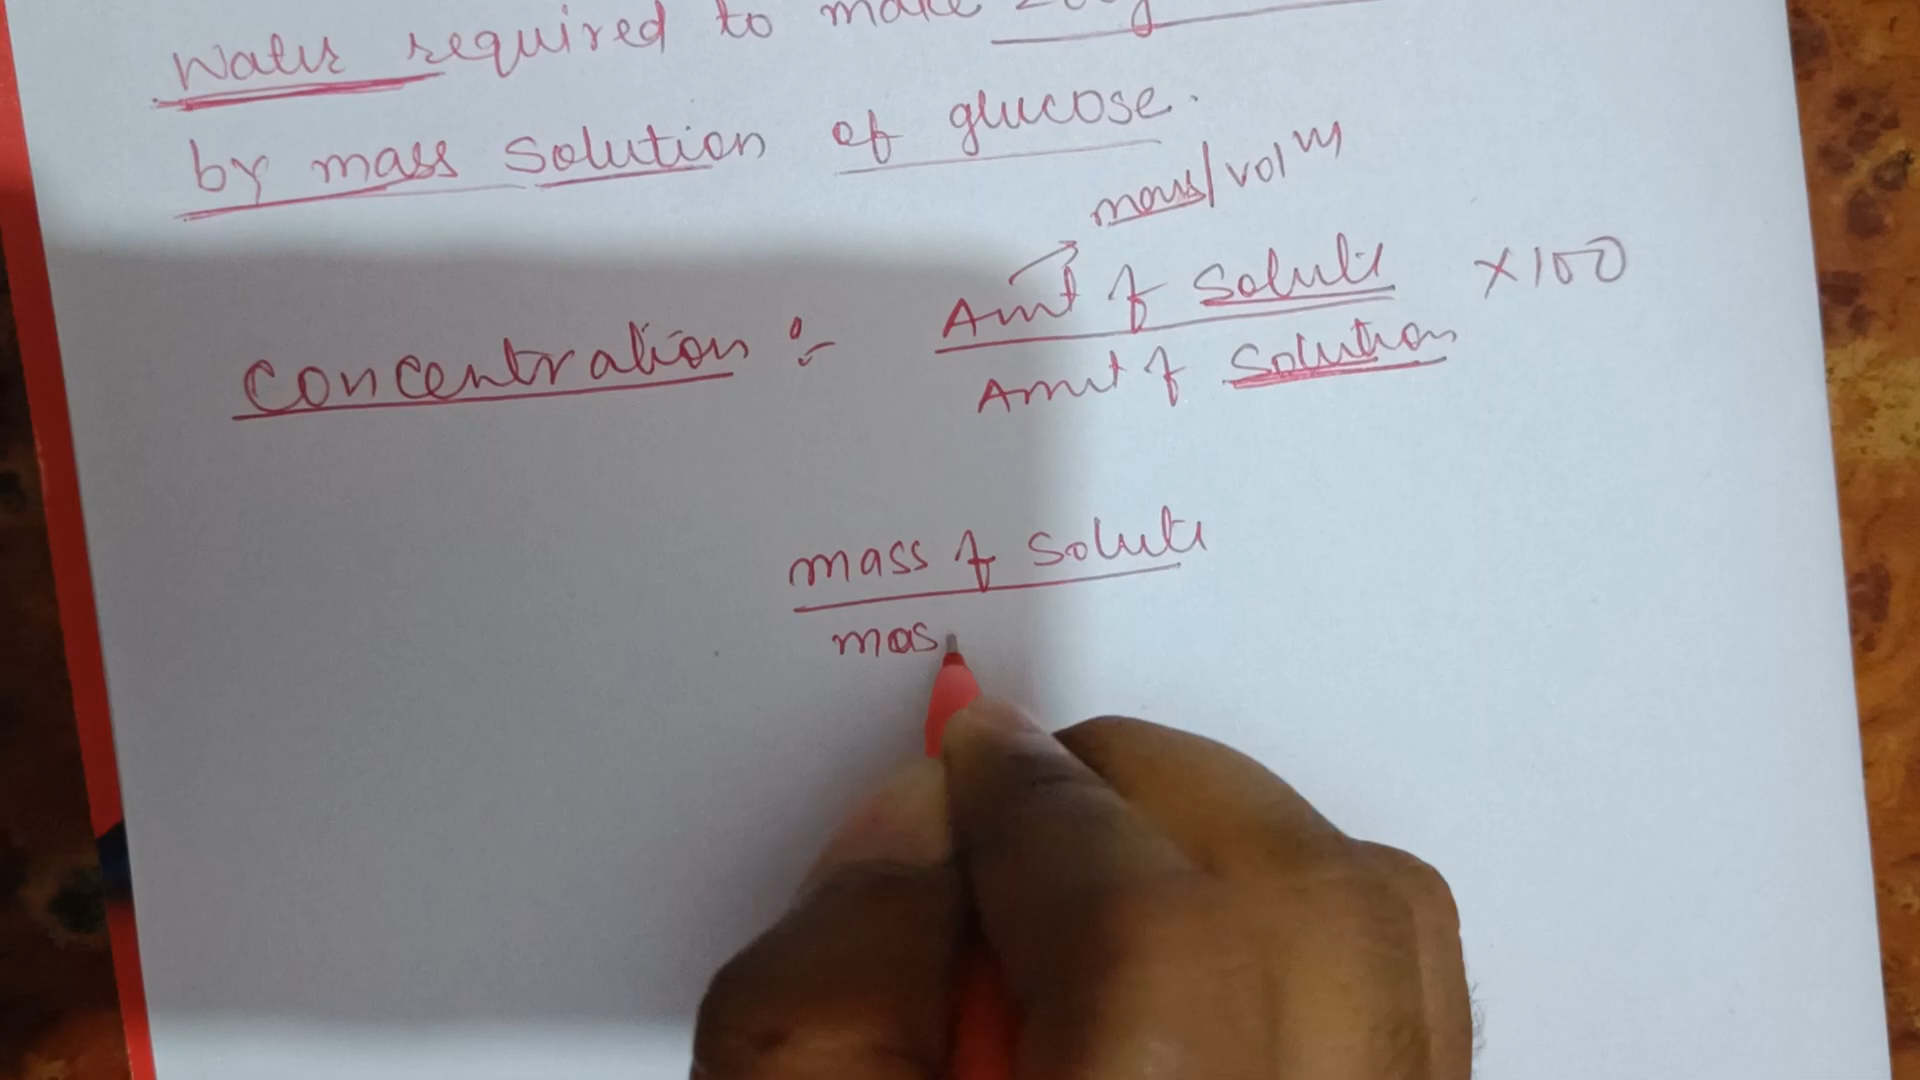 Water required to make
by mass solution of glucose.
mass/vol
Concentration :- Amt of Solute × 100
Amt of Solution
mass of Solute
mas